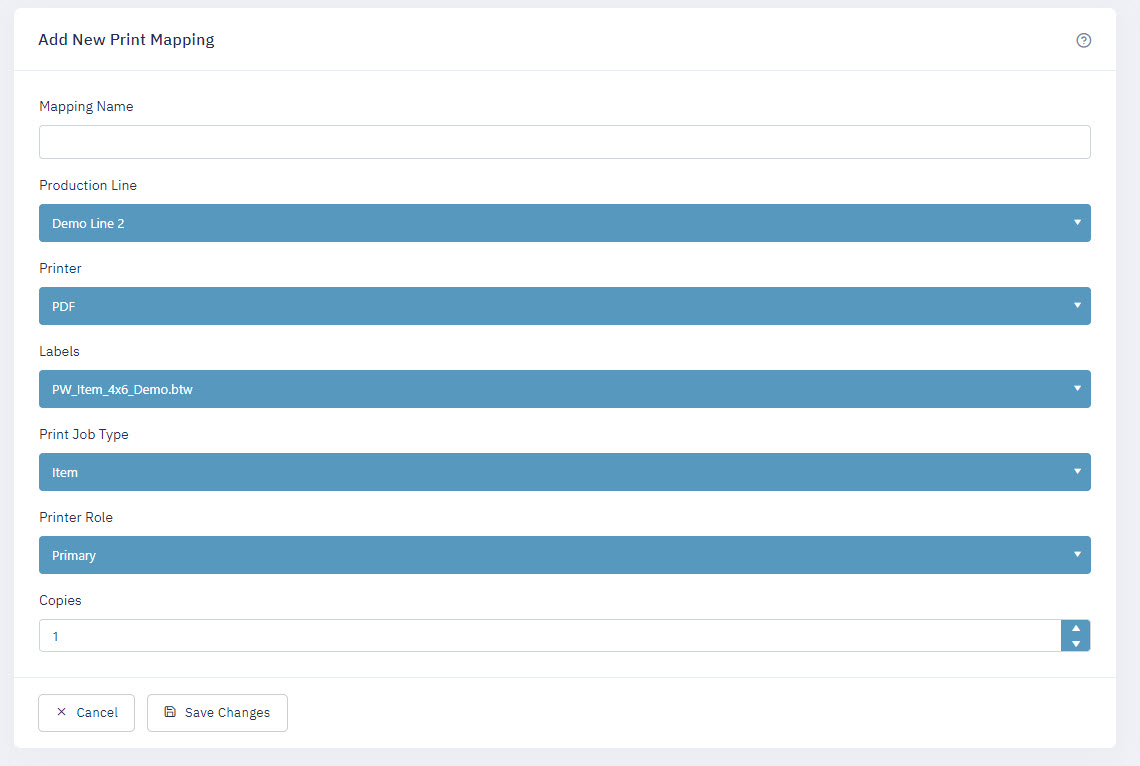 Add New Print Mapping
Mapping Name
Production Line
Demo Line 2
Printer
PDF
Labels
PW_Item_4x6_Demo.btw
Print Job Type
Item
Printer Role
Primary
Copies
1
Cancel
Save Changes